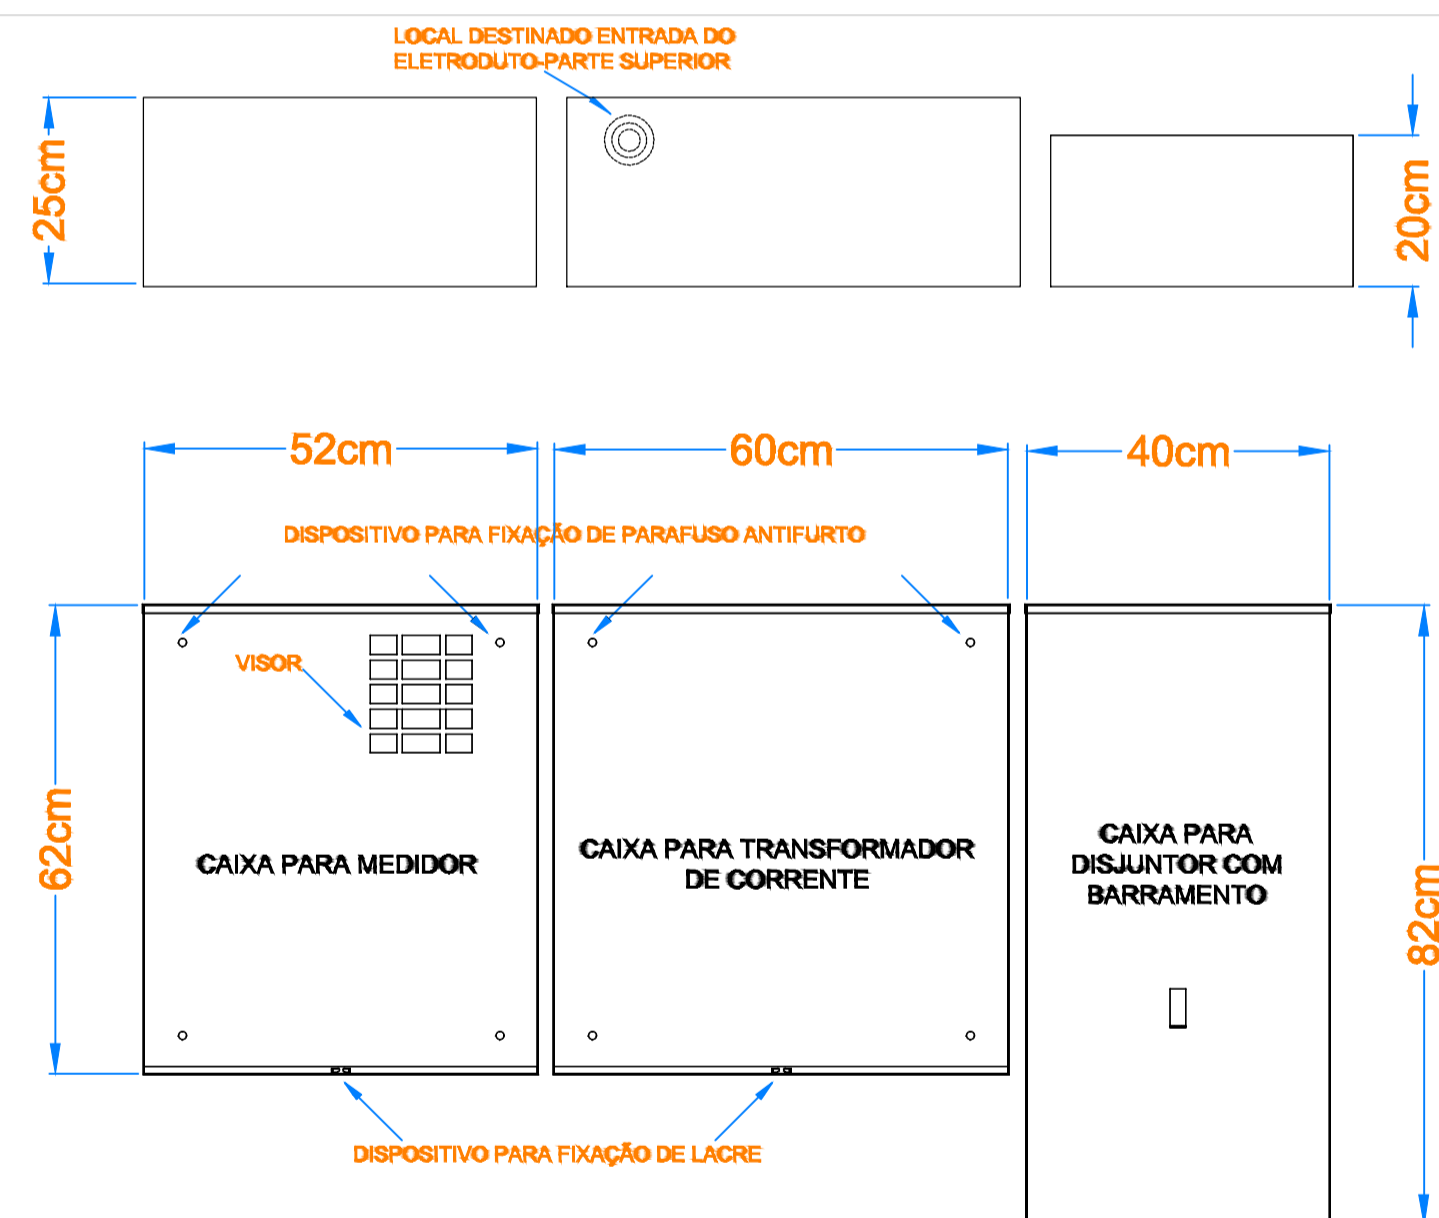 LOCAL DESTINADO ENTRADA DO
ELETRODUTO-PARTE SUPERIOR
25cm
20cm
52cm
60cm
40cm
DISPOSITIVO PARA FIXAÇÃO DE PARAFUSO ANTIFURTO
VISOR
62cm
CAIXA PARA MEDIDOR
CAIXA PARA TRANSFORMADOR
DE CORRENTE
CAIXA PARA
DISJUNTOR COM
BARRAMENTO
82cm
DISPOSITIVO PARA FIXAÇÃO DE LACRE